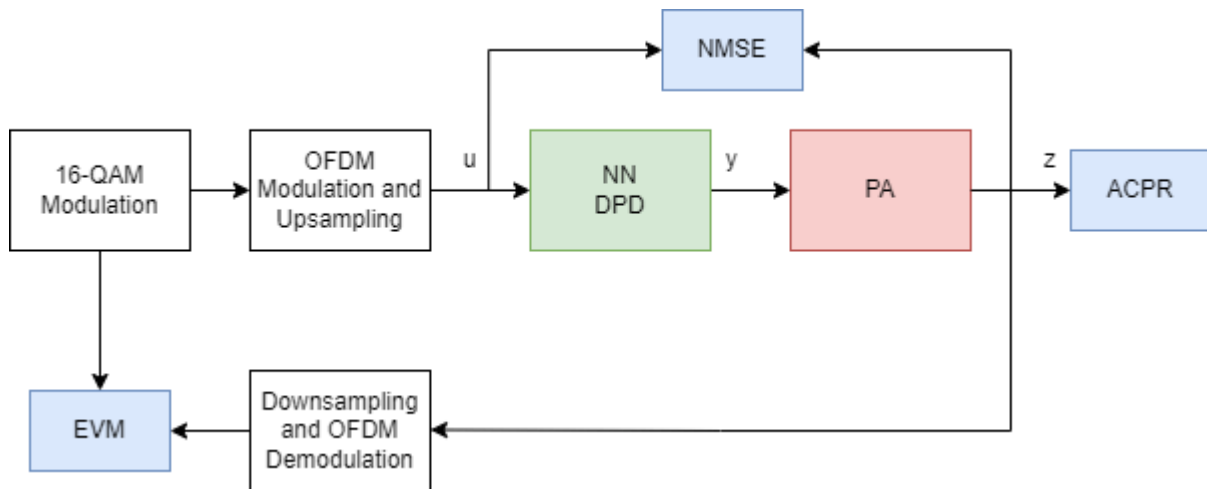 NMSE
16-QAM
Modulation
OFDM
Modulation and
Upsampling
u
NN
DPD
y
PA
z
ACPR
EVM
Downsampling
and OFDM
Demodulation